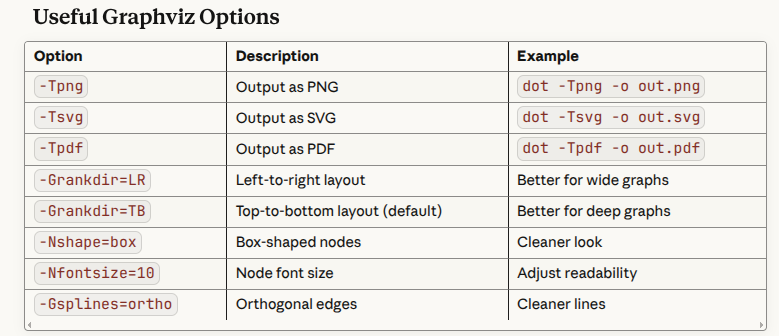 Useful Graphviz Options
Option Description Example
-Tpng Output as PNG dot -Tpng -o out.png
-Tsvg Output as SVG dot -Tsvg -o out.svg
-Tpdf Output as PDF dot -Tpdf -o out.pdf
-Grankdir=LR Left-to-right layout Better for wide graphs
-Grankdir=TB Top-to-bottom layout (default) Better for deep graphs
-Nshape=box Box-shaped nodes Cleaner look
-Nfontsize=10 Node font size Adjust readability
-Gsplines=ortho Orthogonal edges Cleaner lines